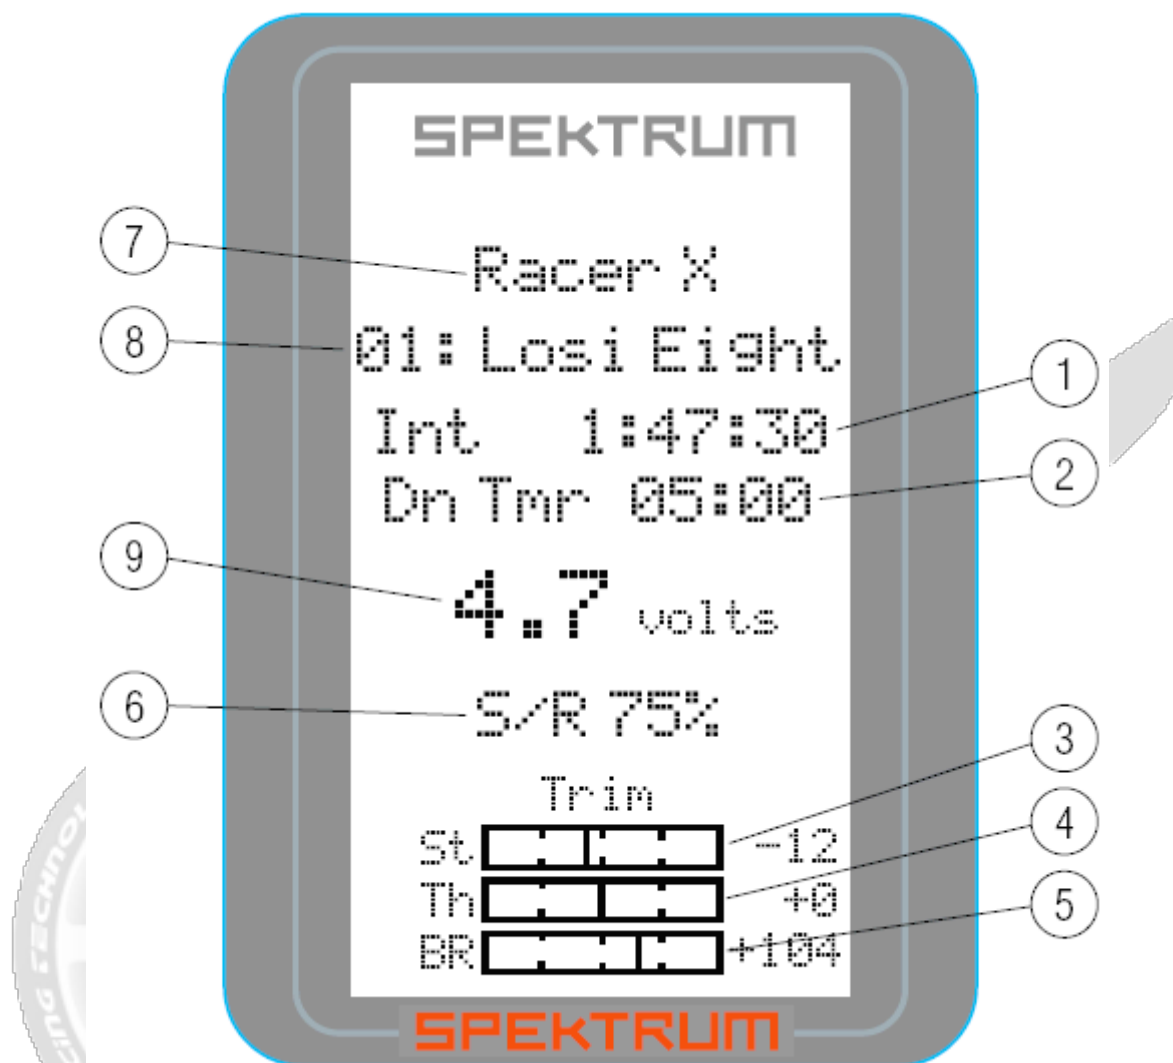 SPEKTRUM
7
Racer X
8
01: Losi Eight
1
Int 1:47:30
2
Dn Tmr 05:00
9
4.7 volts
6
S/R 75%
3
Trim
St -12
4
Th +0
5
BR +104
SPEKTRUM